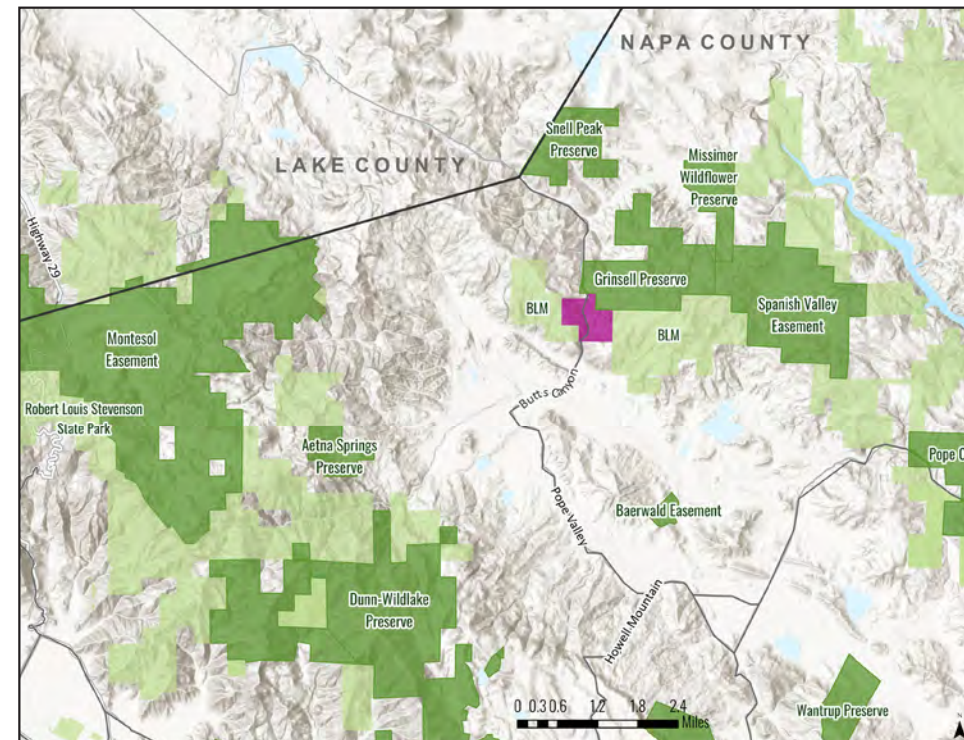 NAPA COUNTY
Snell Peak
Preserve
LAKE COUNTY
Missimer
Wildflower
Preserve
Highway 29
Grinsell Preserve
BLM
Spanish Valley
Easement
BLM
Montesol
Easement
Butts Canyon
Robert Louis Stevenson
State Park
Aetna Springs
Preserve
Pope C
Pope Valley
Baerwald Easement
Dunn-Wildlake
Preserve
Howell Mountain
0 0.3 0.6 1.2 1.8 2.4
Miles
Wantrup Preserve
N